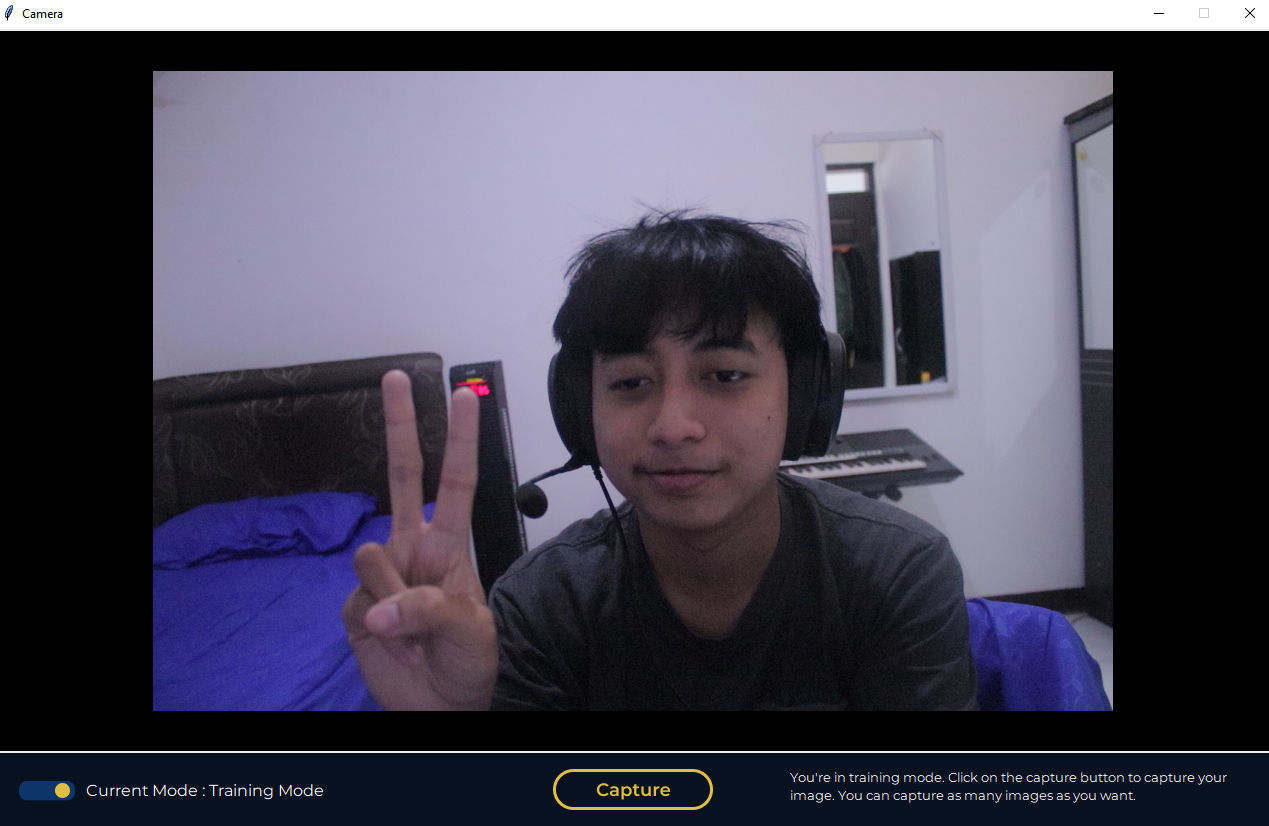 Camera
Current Mode : Training Mode
Capture
You're in training mode. Click on the capture button to capture your
image. You can capture as many images as you want.